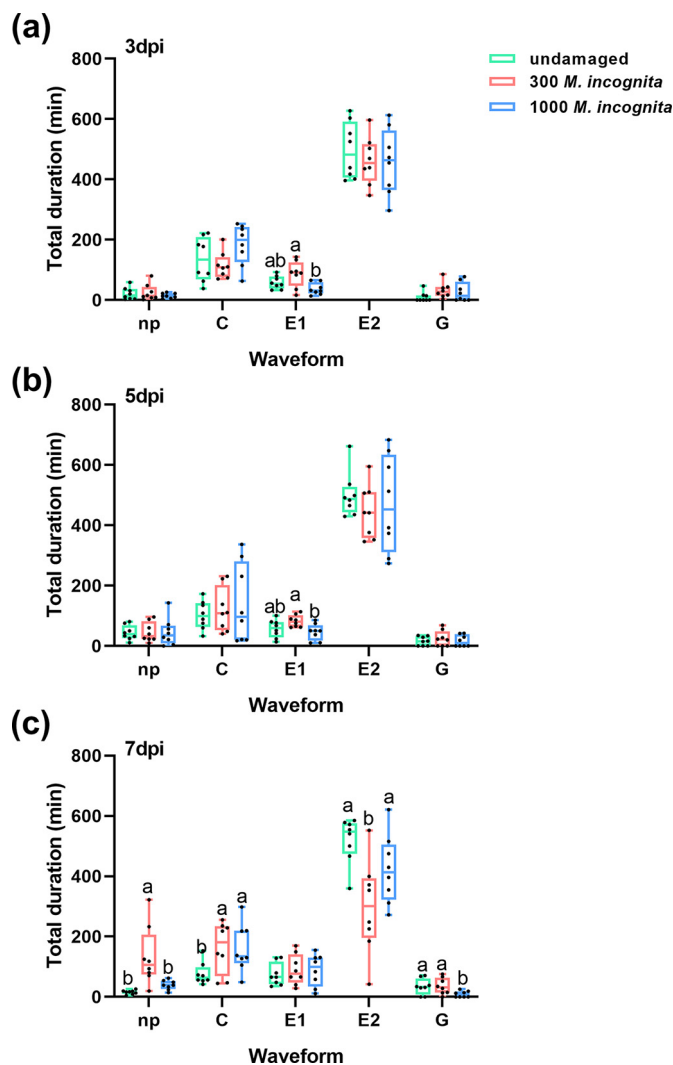 (a)
3dpi
undamaged
300 M. incognita
1000 M. incognita
Total duration (min)
800
600
400
200
0
ab
a
b
np
C
E1
E2
G
Waveform
(b)
5dpi
Total duration (min)
800
600
400
200
0
ab
a
b
np
C
E1
E2
G
Waveform
(c)
7dpi
Total duration (min)
800
600
400
200
0
b
a
b
b
a
a
a
b
a
a
a
b
np
C
E1
E2
G
Waveform